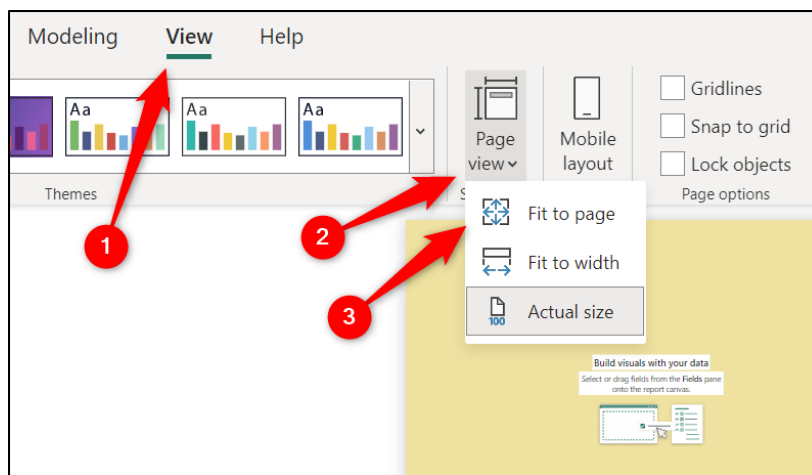 Modeling View Help
Aa Aa Aa
Page
view
Mobile
layout
Gridlines
Snap to grid
Lock objects
Themes
S
Page options
1
2
3
Fit to page
Fit to width
100
Actual size
Build visuals with your data
Select or drag fields from the Fields pane
onto the report canvas.